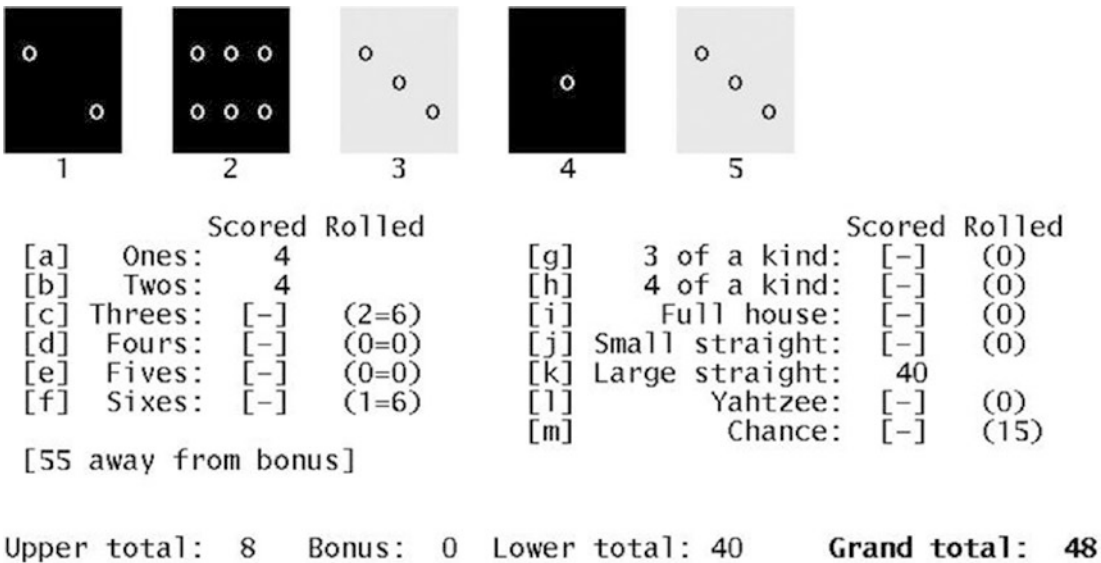 1 2 3 4 5
Scored Rolled
[a] Ones: 4
[b] Twos: 4
[c] Threes: [-] (2=6)
[d] Fours: [-] (0=0)
[e] Fives: [-] (0=0)
[f] Sixes: [-] (1=6)
[55 away from bonus]
Scored Rolled
[g] 3 of a kind: [-] (0)
[h] 4 of a kind: [-] (0)
[i] Full house: [-] (0)
[j] Small straight: [-] (0)
[k] Large straight: 40
[l] Yahtzee: [-] (0)
[m] Chance: [-] (15)
Upper total: 8 Bonus: 0 Lower total: 40 Grand total: 48